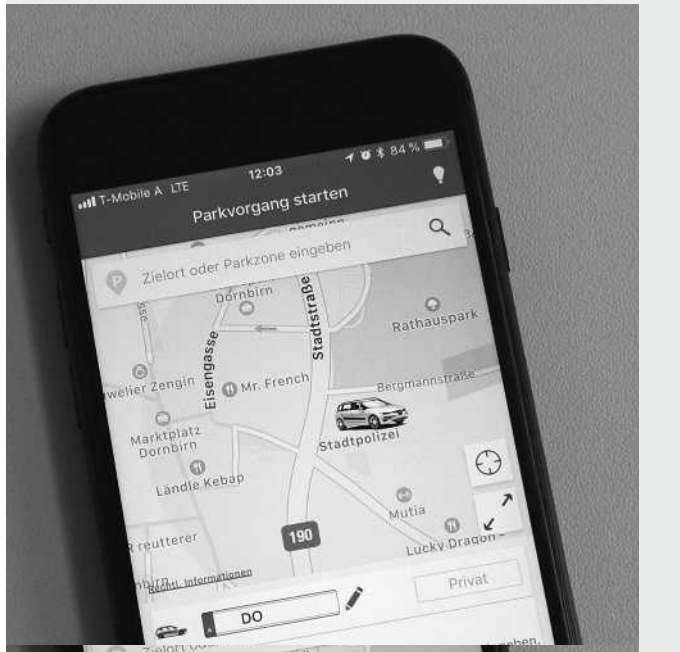 T-Mobile A LTE 12:03 84 %
Parkvorgang starten
Zielort oder Parkzone eingeben
Dornbirn
Rathauspark
Stadtstraße
Eisengasse
Zengin
Mr. French
Bergmannstraße
Marktplatz
Dornbirn
Stadtpolizei
Ländle Kebap
Mutia
190
Lucky Dragon
Rechtl. Informationen
Privat
A DO